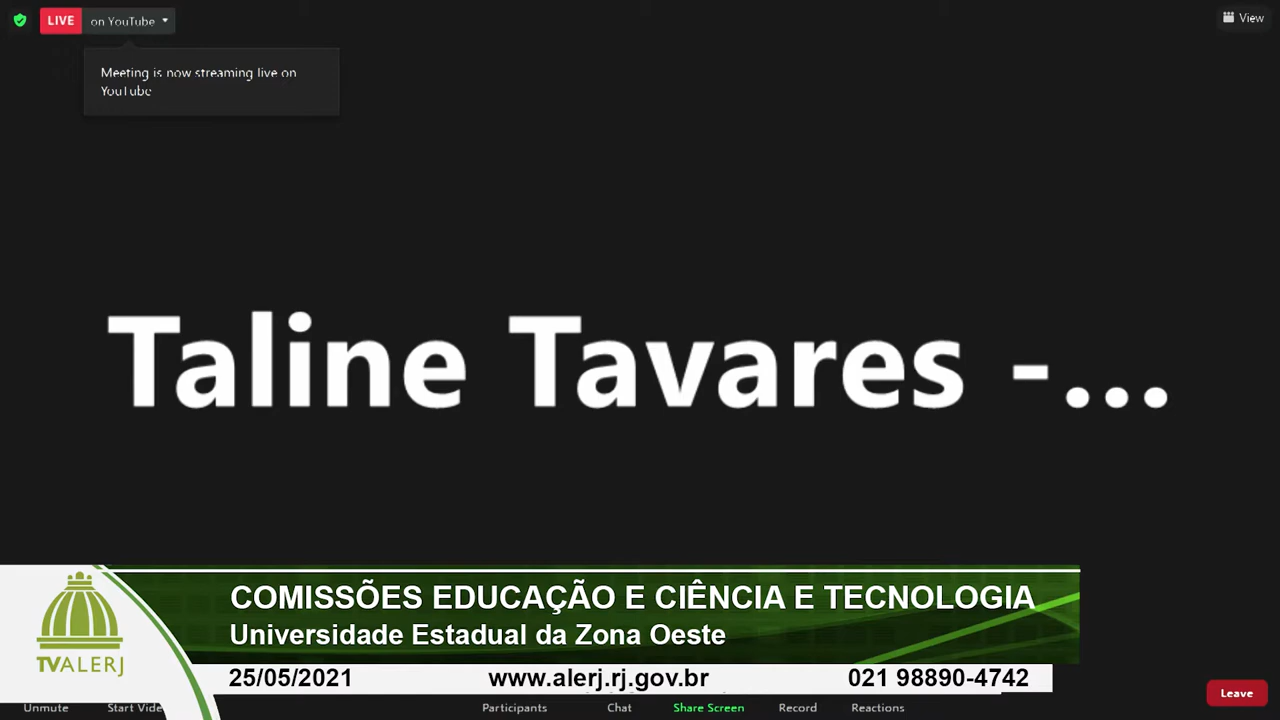 LIVE on YouTube
View
Meeting is now streaming live on
YouTube
Taline Tavares -...
COMISSÕES EDUCAÇÃO E CIÊNCIA E TECNOLOGIA
Universidade Estadual da Zona Oeste
TVALERJ
25/05/2021 www.alerj.rj.gov.br 021 98890-4742
Leave
Unmute Start Vide Participants Chat Share Screen Record Reactions